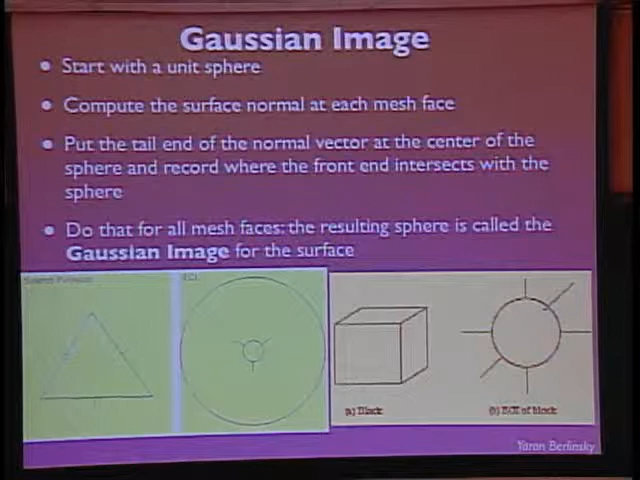 Gaussian Image
Start with a unit sphere
Compute the surface normal at each mesh face
Put the tail end of the normal vector at the center of the
sphere and record where the front end intersects with the
sphere
Do that for all mesh faces: the resulting sphere is called the
Gaussian Image for the surface
(a) Block
(b) EGI of block
Yaron Berlinsky